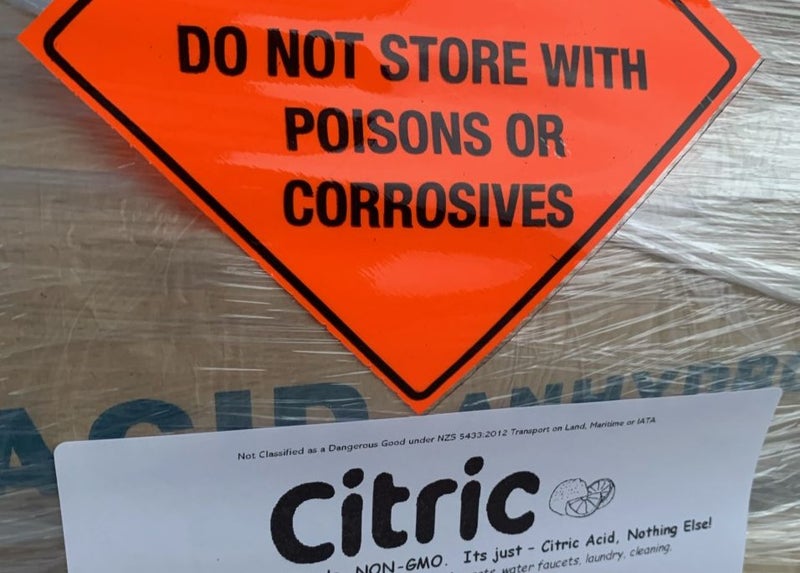 DO NOT STORE WITH
POISONS OR
CORROSIVES
ACID ANHYDRO
Not Classified as a Dangerous Good under NZS 5433:2012 Transport on Land, Maritime or IATA
Citric
NON-GMO. Its just - Citric Acid, Nothing Else!
water faucets, laundry, cleaning.